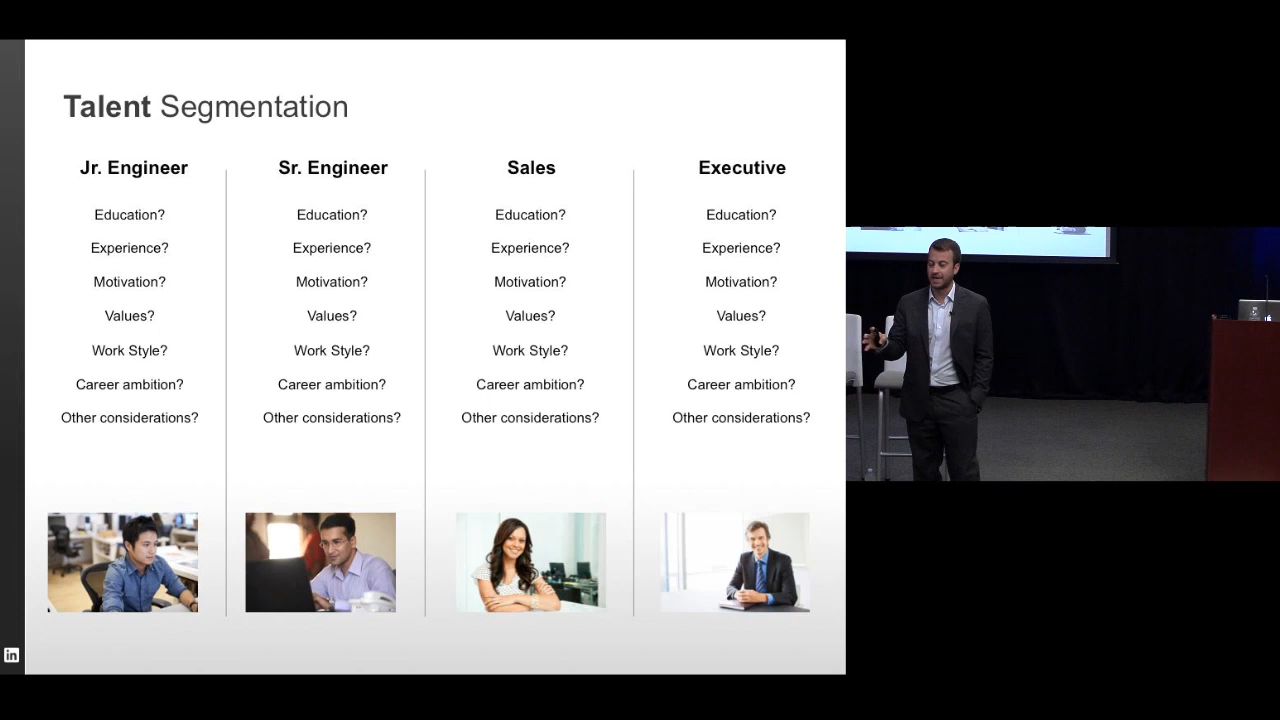 Talent Segmentation
Jr. Engineer
Education?
Experience?
Motivation?
Values?
Work Style?
Career ambition?
Other considerations?
Sr. Engineer
Education?
Experience?
Motivation?
Values?
Work Style?
Career ambition?
Other considerations?
Sales
Education?
Experience?
Motivation?
Values?
Work Style?
Career ambition?
Other considerations?
Executive
Education?
Experience?
Motivation?
Values?
Work Style?
Career ambition?
Other considerations?
in